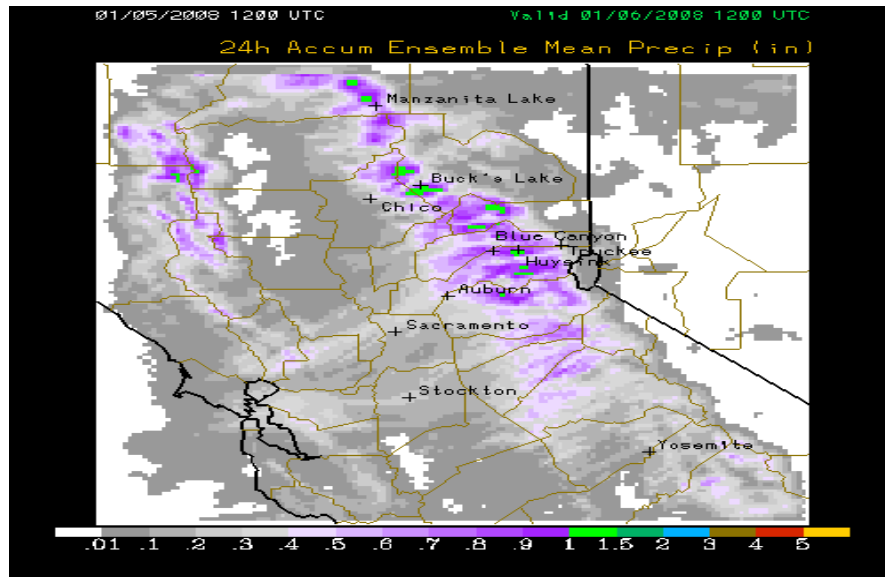 01/05/2008 1200 UTC Valid 01/06/2008 1200 UTC
24h Accum Ensemble Mean Precip (in)
Manzanita Lake
Buck's Lake
Chico
Blue Canyon
Truckee
Huysink
Auburn
Sacramento
Stockton
Yosemite
.01 .1 .2 .3 .4 .5 .6 .7 .8 .9 1 1.5 2 3 4 5